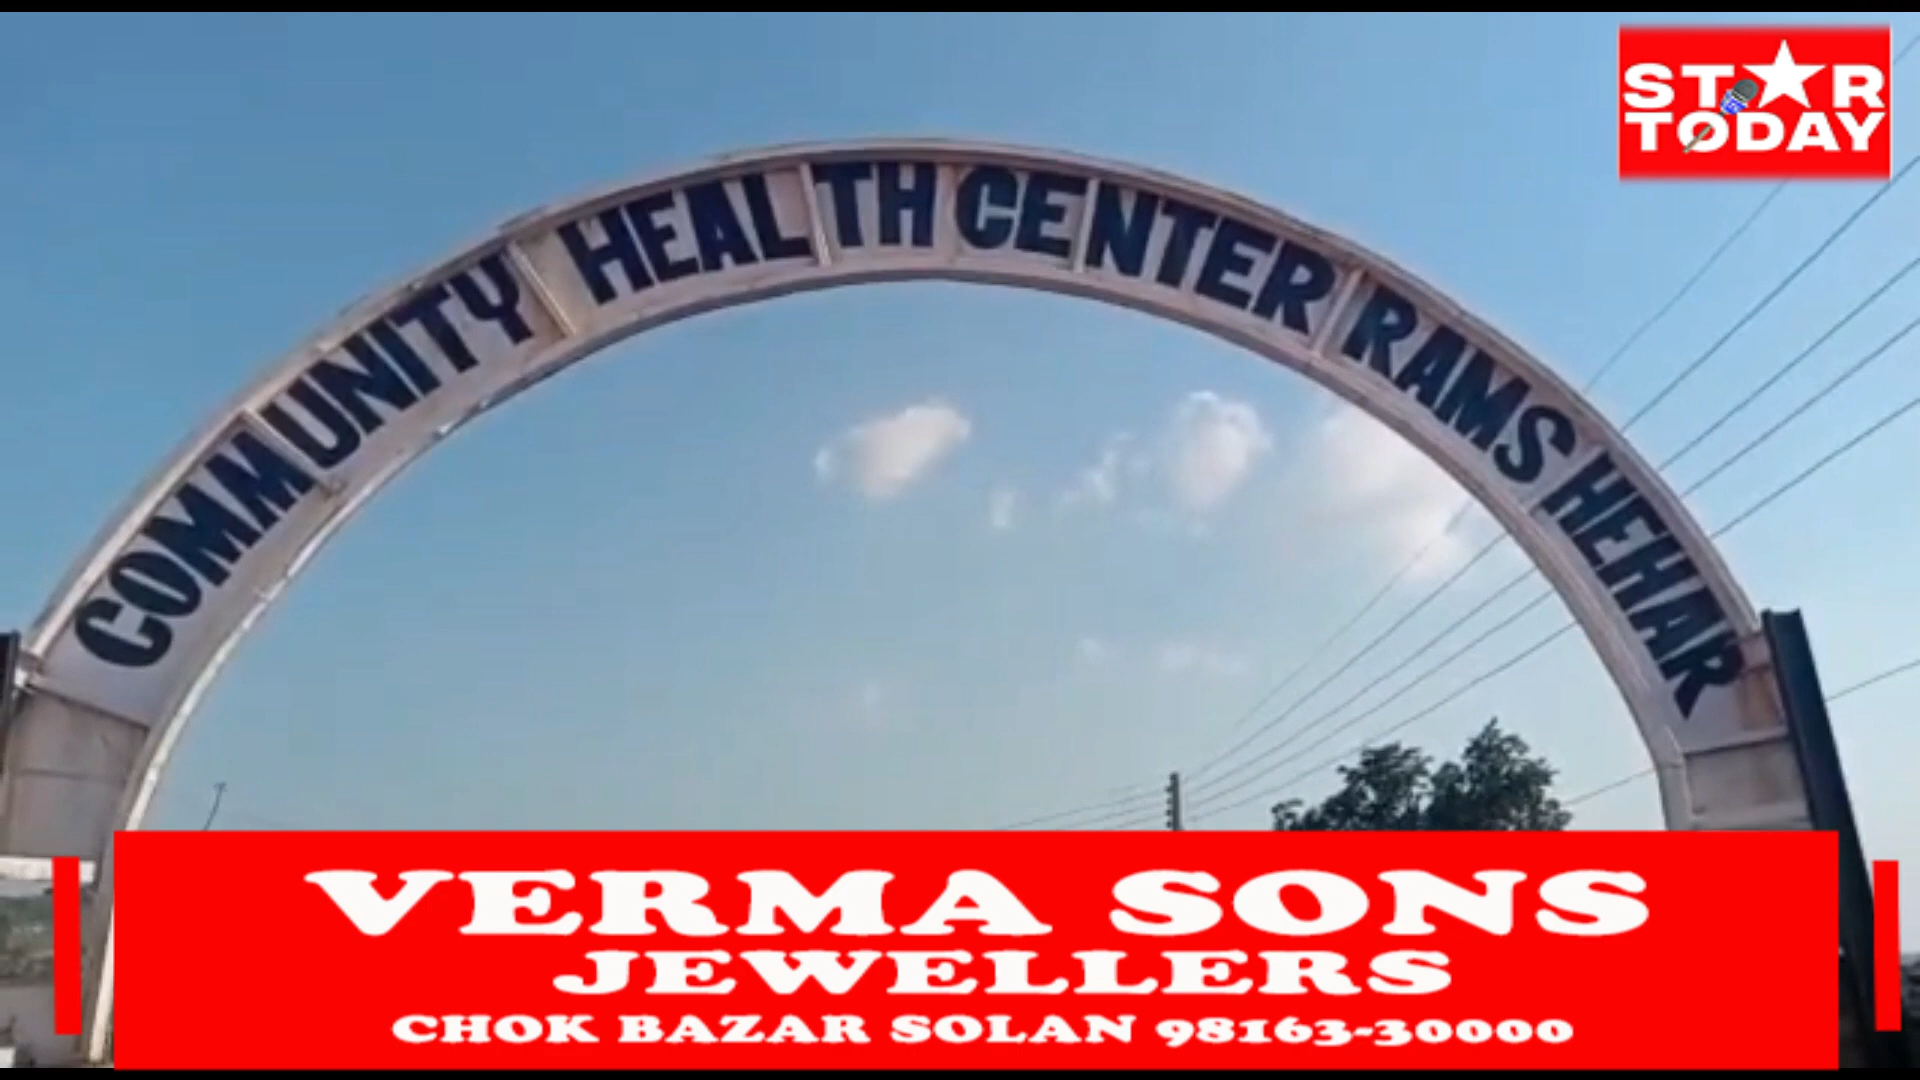 STAR
TODAY
COMMUNITY HEALTH CENTER RAMSHEHAR
VERMA SONS
JEWELLERS
CHOK BAZAR SOLAN 98163-30000